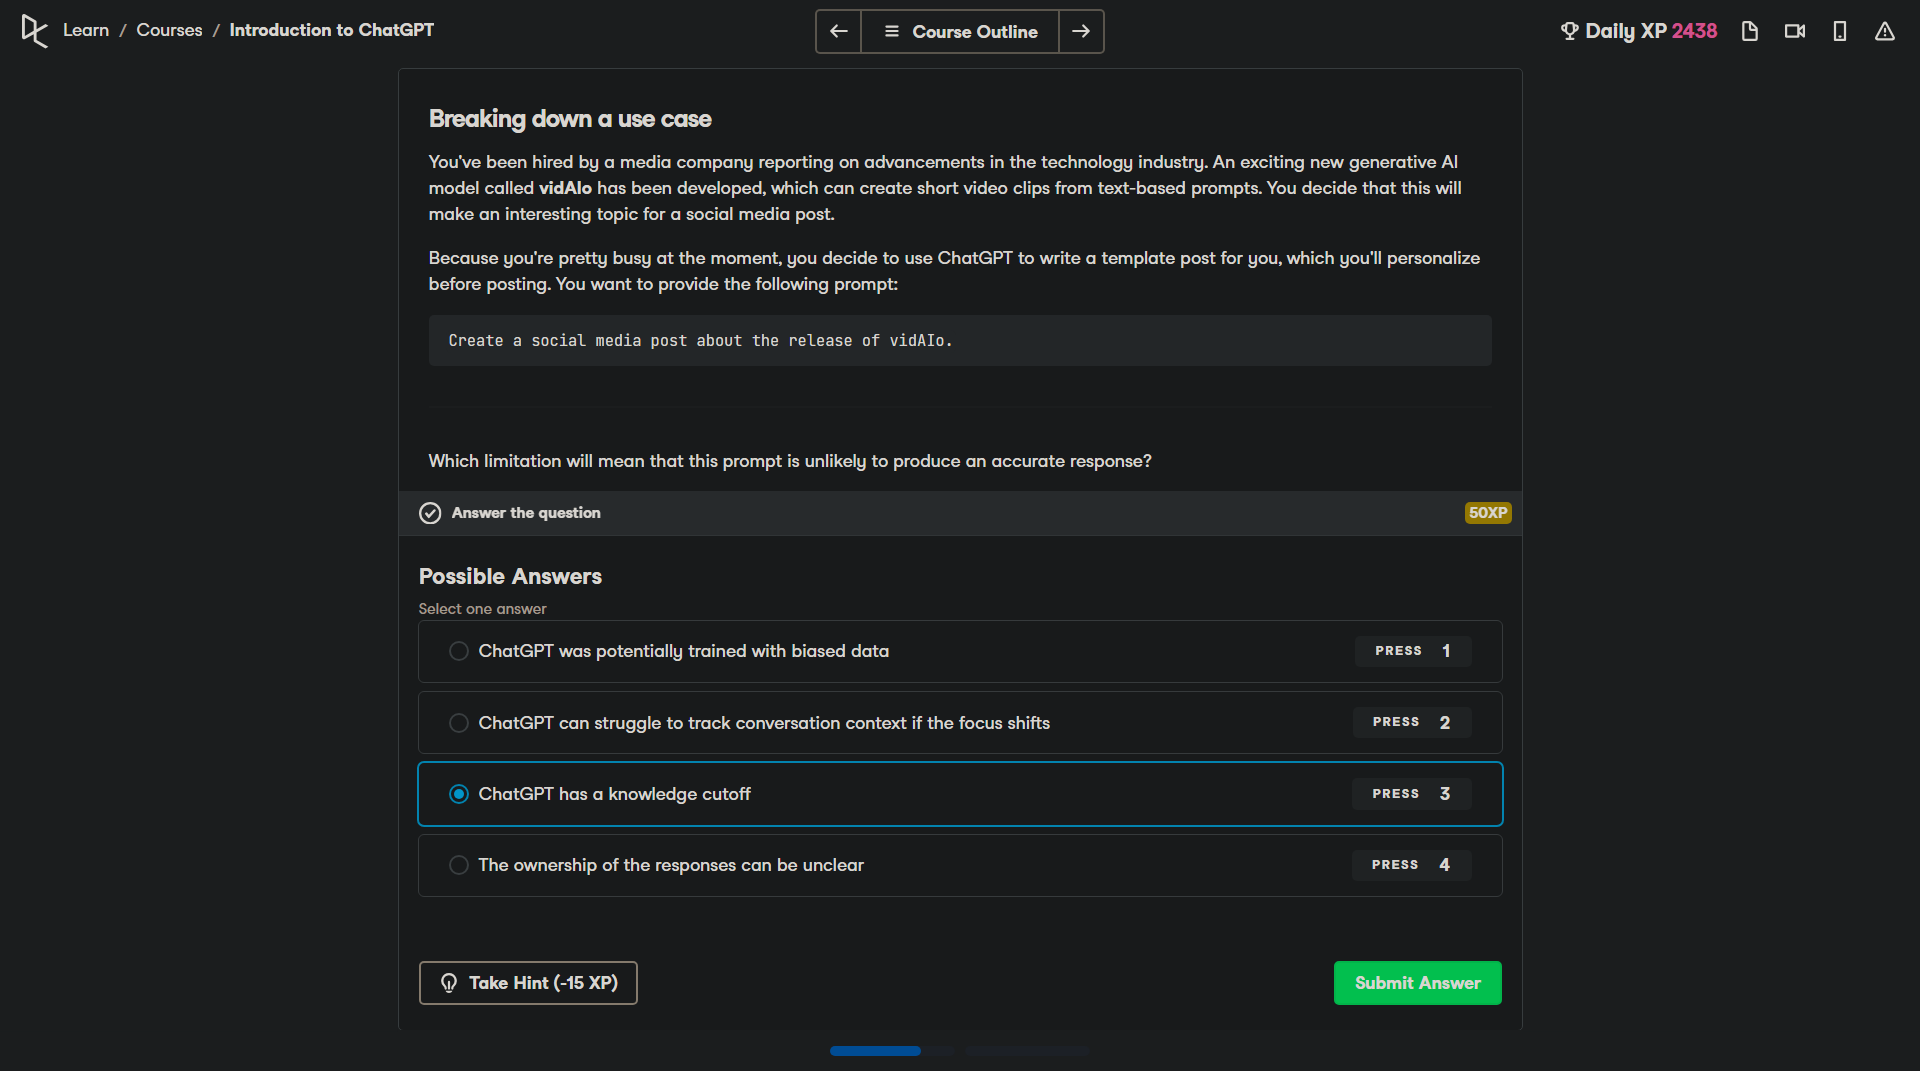 Learn / Courses / Introduction to ChatGPT
Course Outline
Daily XP 2438
Breaking down a use case
You've been hired by a media company reporting on advancements in the technology industry. An exciting new generative AI
model called vidAIo has been developed, which can create short video clips from text-based prompts. You decide that this will
make an interesting topic for a social media post.
Because you're pretty busy at the moment, you decide to use ChatGPT to write a template post for you, which you'll personalize
before posting. You want to provide the following prompt:
Create a social media post about the release of vidAIo.
Which limitation will mean that this prompt is unlikely to produce an accurate response?
Answer the question
50XP
Possible Answers
Select one answer
ChatGPT was potentially trained with biased data
PRESS 1
ChatGPT can struggle to track conversation context if the focus shifts
PRESS 2
ChatGPT has a knowledge cutoff
PRESS 3
The ownership of the responses can be unclear
PRESS 4
Take Hint (-15 XP)
Submit Answer